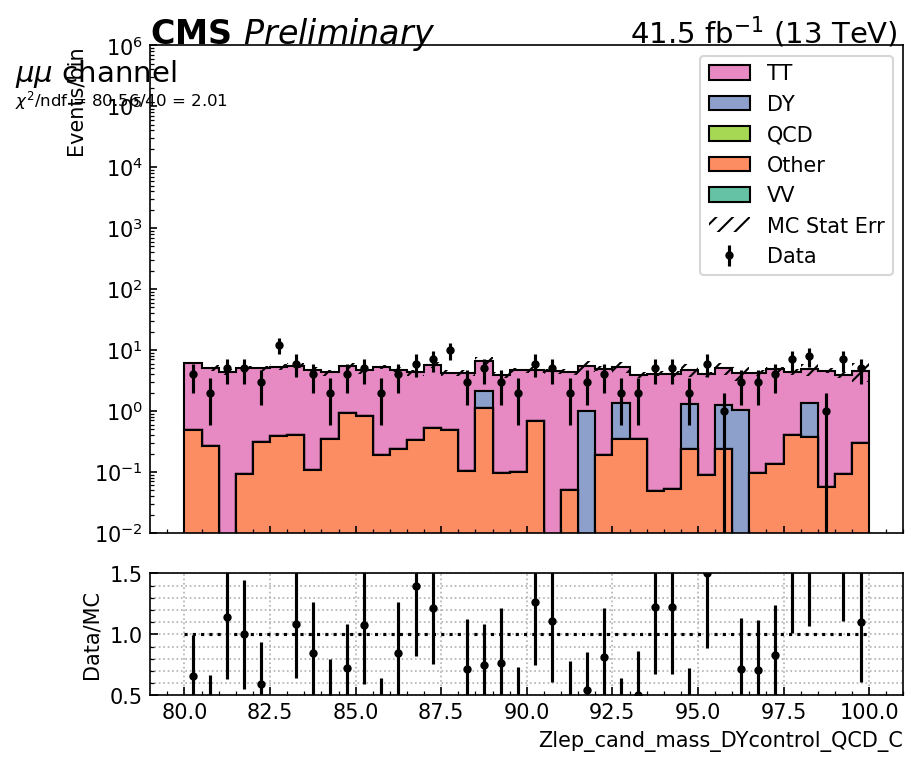 CMS Preliminary 41.5 fb⁻¹ (13 TeV)
μμ channel
χ²/ndf = 80.56/40 = 2.01
Events/bin
10⁶
10⁵
10⁴
10³
10²
10¹
10⁰
10⁻¹
10⁻²
TT
DY
QCD
Other
VV
MC Stat Err
Data
Data/MC
1.5
1.0
0.5
80.0 82.5 85.0 87.5 90.0 92.5 95.0 97.5 100.0
Zlep_cand_mass_DYcontrol_QCD_C